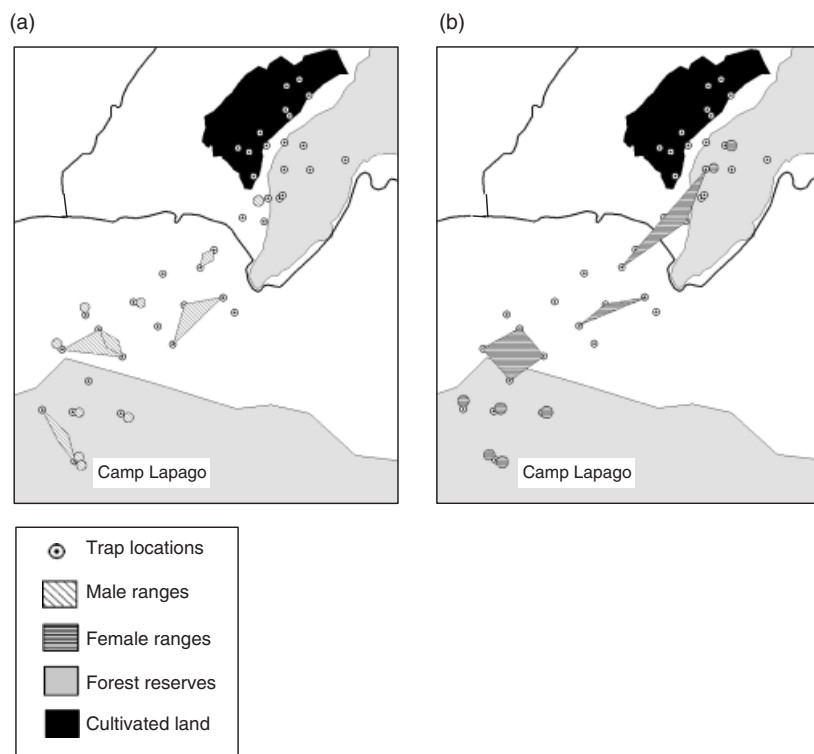 (a)
(b)
Camp Lapago
Camp Lapago
Trap locations
Male ranges
Female ranges
Forest reserves
Cultivated land